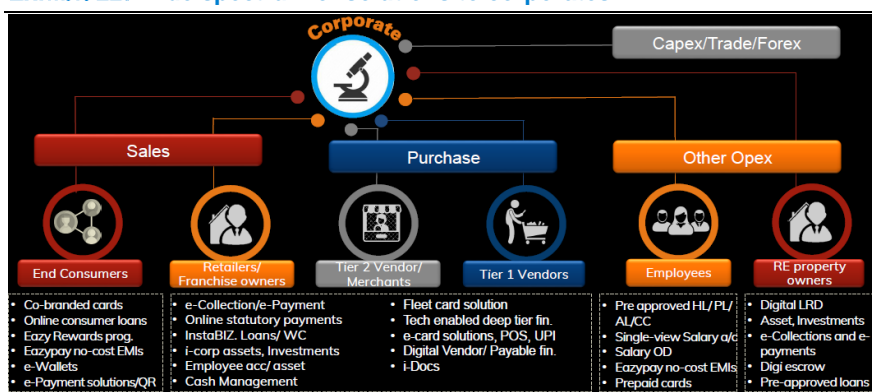 Corporate
Capex/Trade/Forex
Sales
Purchase
Other Opex
End Consumers
Retailers/
Franchise owners
Tier 2 Vendor/
Merchants
Tier 1 Vendors
Employees
RE property
owners
• Co-branded cards
• Online consumer loans
• Eazy Rewards prog.
• Eazypay no-cost EMIs
• e-Wallets
• e-Payment solutions/QR
• e-Collection/e-Payment
• Online statutory payments
• InstaBIZ. Loans/ WC
• i-corp assets, Investments
• Employee acc/ asset
• Cash Management
• Fleet card solution
• Tech enabled deep tier fin.
• e-card solutions, POS, UPI
• Digital Vendor/ Payable fin.
• i-Docs
• Pre approved HL/ PL/
AL/CC
• Single-view Salary a/c
• Salary OD
• Eazypay no-cost EMIs
• Prepaid cards
• Digital LRD
• Asset, Investments
• e-Collections and e-
payments
• Digi escrow
• Pre-approved loans